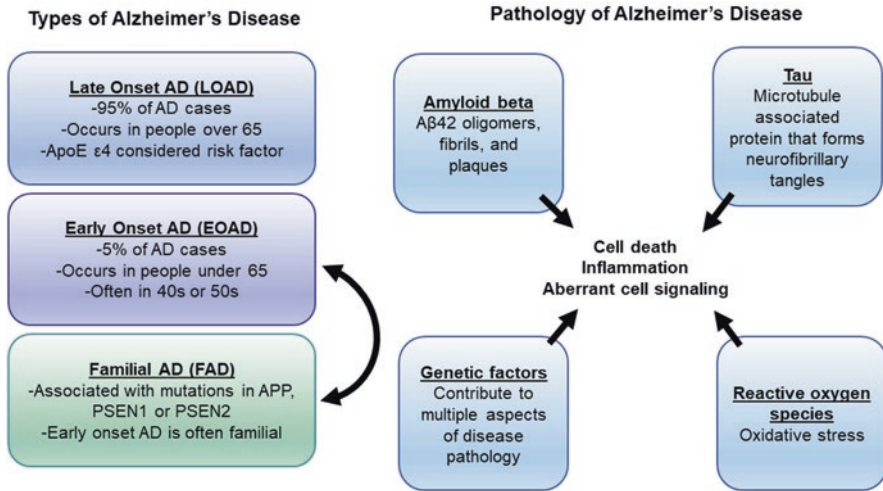 Types of Alzheimer's Disease
Late Onset AD (LOAD)
-95% of AD cases
-Occurs in people over 65
-ApoE ε4 considered risk factor
Early Onset AD (EOAD)
-5% of AD cases
-Occurs in people under 65
-Often in 40s or 50s
Familial AD (FAD)
-Associated with mutations in APP,
PSEN1 or PSEN2
-Early onset AD is often familial
Pathology of Alzheimer's Disease
Amyloid beta
Aβ42 oligomers,
fibrils, and
plaques
Tau
Microtubule
associated
protein that forms
neurofibrillary
tangles
Cell death
Inflammation
Aberrant cell signaling
Genetic factors
Contribute to
multiple aspects
of disease
pathology
Reactive oxygen
species
Oxidative stress